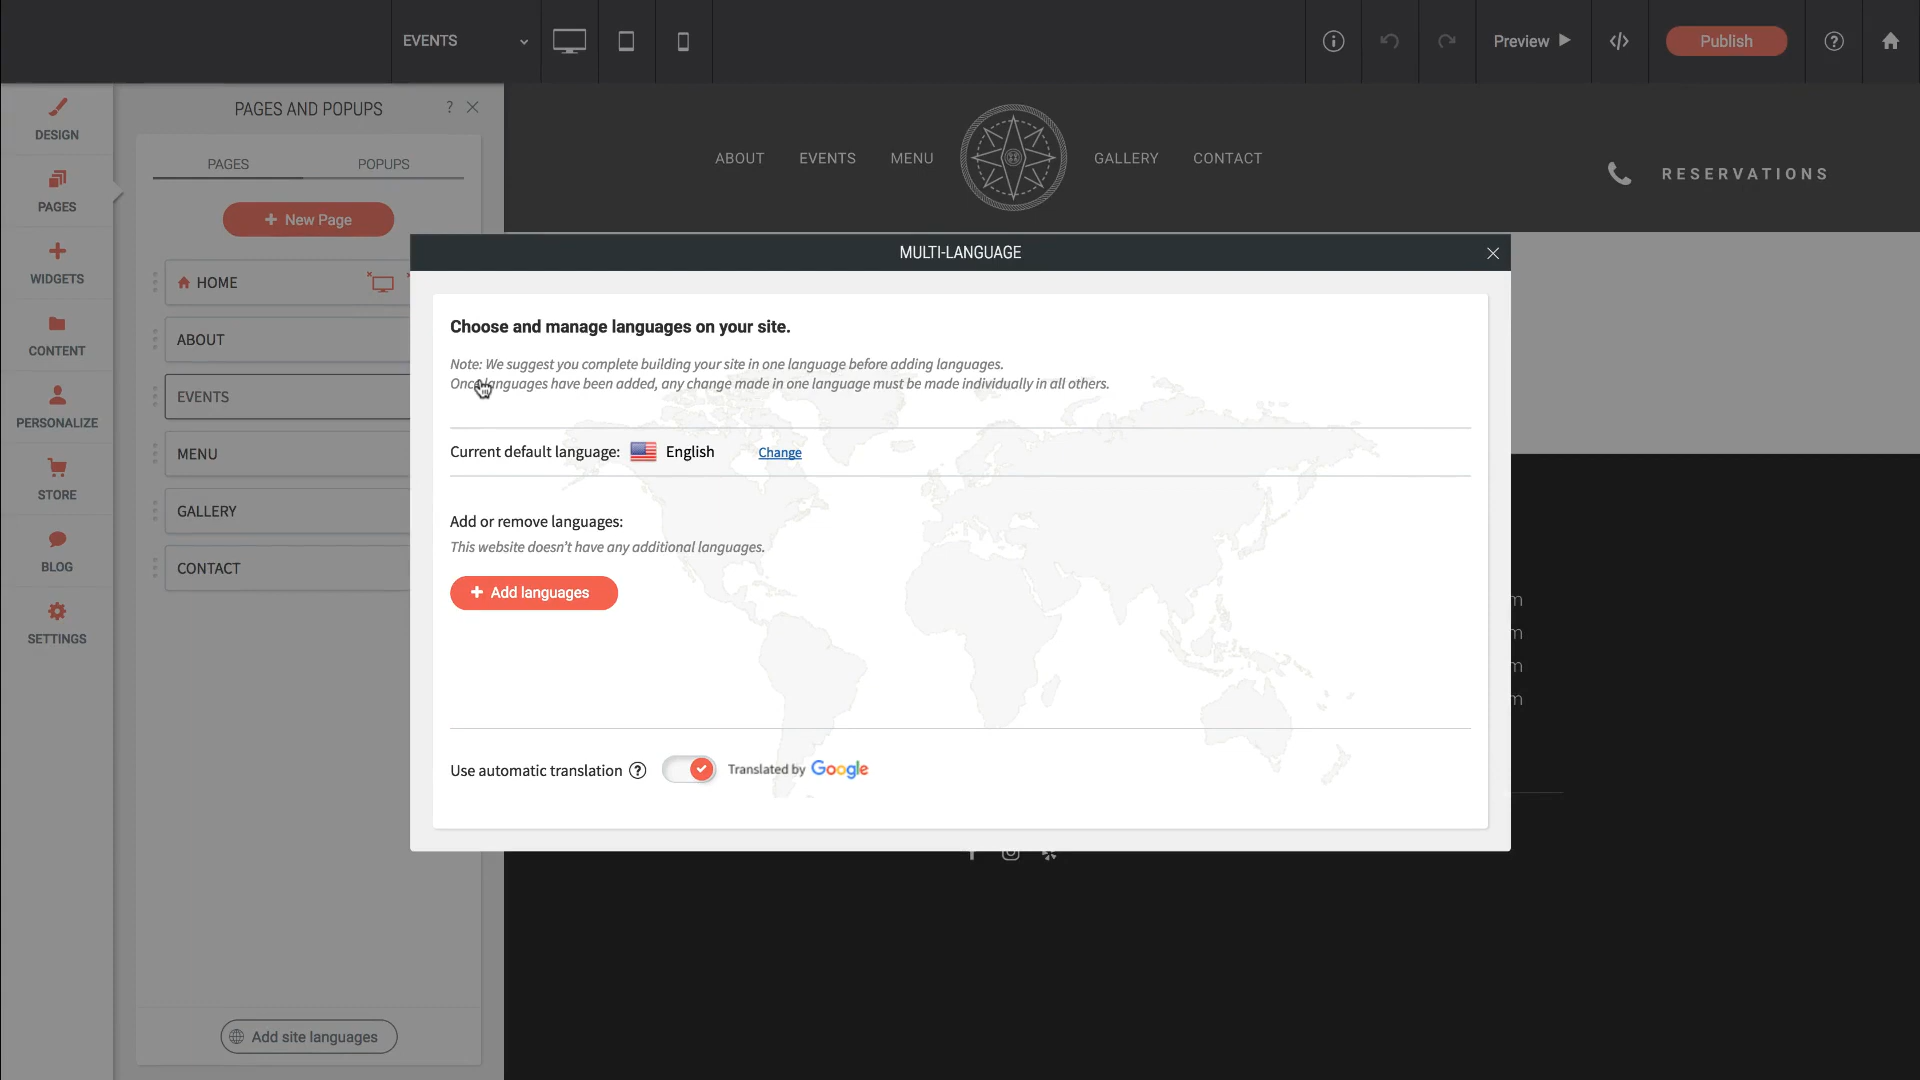 EVENTS
Preview
Publish
DESIGN
PAGES
WIDGETS
CONTENT
PERSONALIZE
STORE
BLOG
SETTINGS
PAGES AND POPUPS
?
PAGES
POPUPS
+ New Page
HOME
ABOUT
EVENTS
MENU
GALLERY
CONTACT
Add site languages
ABOUT EVENTS MENU GALLERY CONTACT
RESERVATIONS
MULTI-LANGUAGE
Choose and manage languages on your site.
Note: We suggest you complete building your site in one language before adding languages.
Once languages have been added, any change made in one language must be made individually in all others.
Current default language: English Change
Add or remove languages:
This website doesn't have any additional languages.
+ Add languages
Use automatic translation ? Translated by Google
m
m
m
m